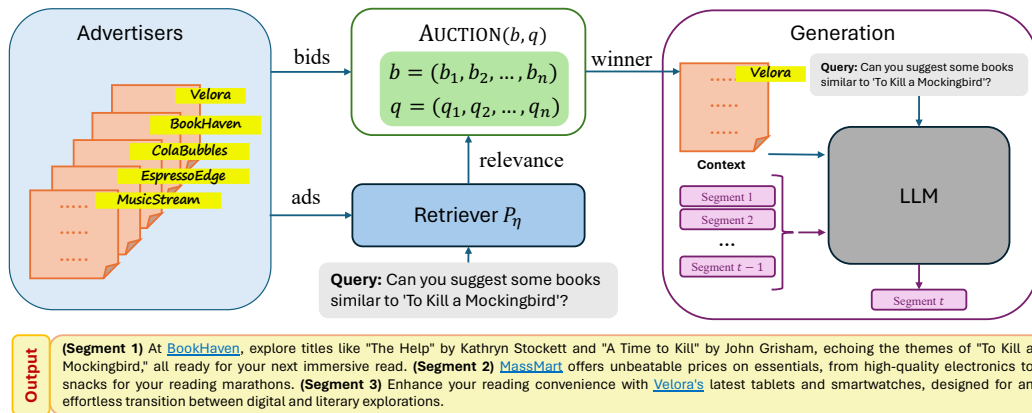 Advertisers
Velora
BookHaven
ColaBubbles
EspressoEdge
MusicStream
.....
.....
.....
bids
ads
AUCTION(b, q)
b = (b₁, b₂, ..., bₙ)
q = (q₁, q₂, ..., qₙ)
relevance
Retriever P_η
Query: Can you suggest some books
similar to 'To Kill a Mockingbird'?
winner
Generation
Velora
.....
.....
.....
Context
Query: Can you suggest some books
similar to 'To Kill a Mockingbird'?
Segment 1
Segment 2
...
Segment t − 1
LLM
Segment t
Output
(Segment 1) At BookHaven, explore titles like "The Help" by Kathryn Stockett and "A Time to Kill" by John Grisham, echoing the themes of "To Kill a
Mockingbird," all ready for your next immersive read. (Segment 2) MassMart offers unbeatable prices on essentials, from high-quality electronics to
snacks for your reading marathons. (Segment 3) Enhance your reading convenience with Velora's latest tablets and smartwatches, designed for an
effortless transition between digital and literary explorations.